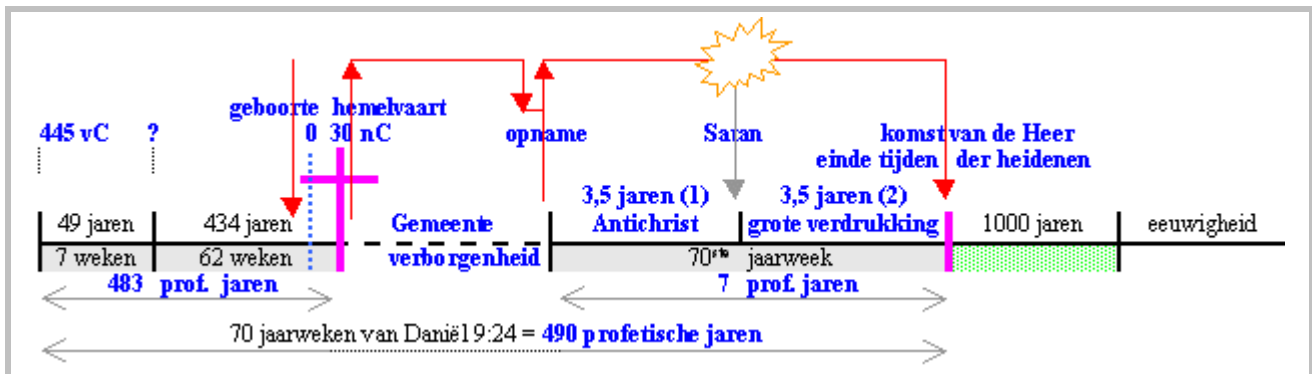 geboorte hemelvaart
445 vC ? 0 30 nC opname Satan komst van de Heer
einde tijden der heidenen
3,5 jaren (1) 3,5 jaren (2)
49 jaren 434 jaren Gemeente Antichrist grote verdrukking 1000 jaren eeuwigheid
7 weken 62 weken verborgenheid 70ste jaarweek
483 prof. jaren 7 prof. jaren
70 jaarweken van Daniël 9:24 = 490 profetische jaren